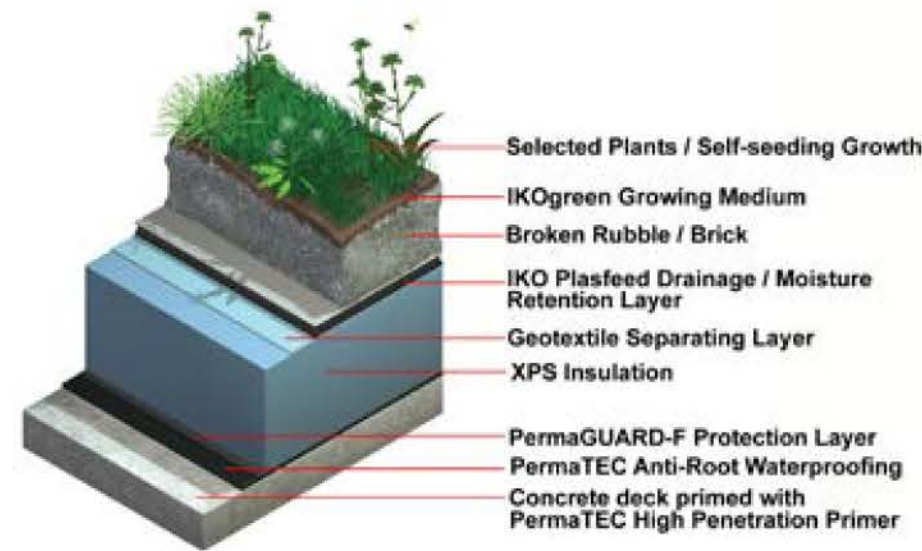 Selected Plants / Self-seeding Growth
IKOgreen Growing Medium
Broken Rubble / Brick
IKO Plasfeed Drainage / Moisture
Retention Layer
Geotextile Separating Layer
XPS Insulation
PermaGUARD-F Protection Layer
PermaTEC Anti-Root Waterproofing
Concrete deck primed with
PermaTEC High Penetration Primer